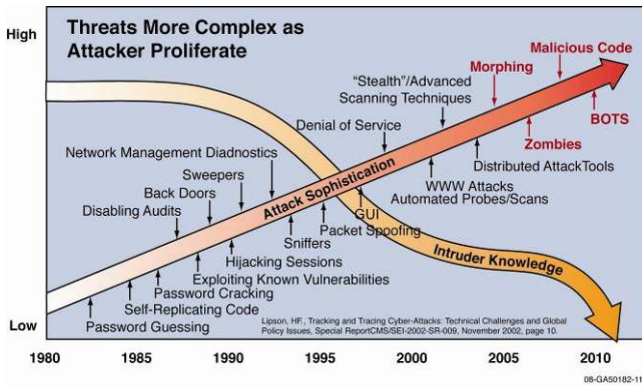 Threats More Complex as
Attacker Proliferate
High
Low
Malicious Code
Morphing
"Stealth"/Advanced
Scanning Techniques
BOTS
Denial of Service
Zombies
Network Management Diadnostics
Distributed AttackTools
Sweepers
WWW Attacks
Back Doors
Automated Probes/Scans
Disabling Audits
GUI
Attack Sophistication
Packet Spoofing
Sniffers
Intruder Knowledge
Hijacking Sessions
Exploiting Known Vulnerabilities
Password Cracking
Self-Replicating Code
Password Guessing
Lipson, HF., Tracking and Tracing Cyber-Attacks: Technical Challenges and Global
Policy Issues, Special ReportCMS/SEI-2002-SR-009, November 2002, page 10.
1980 1985 1990 1995 2000 2005 2010
08-GA50182-11